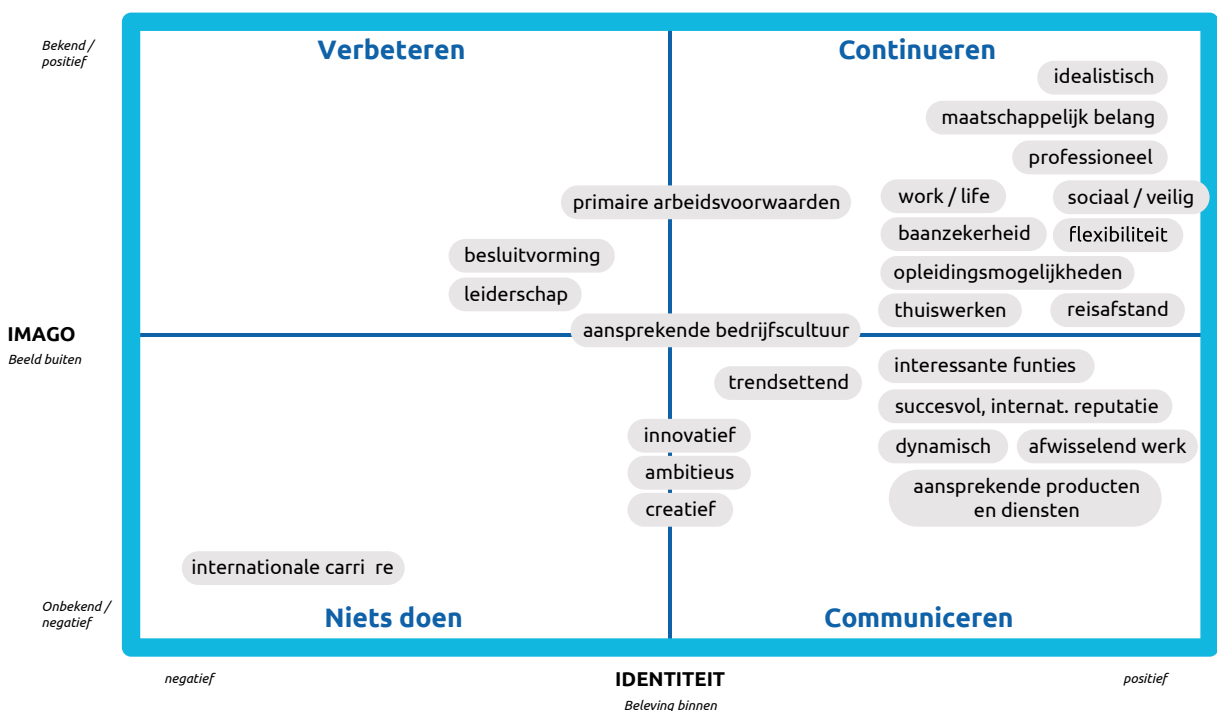 Bekend /
positief
Verbeteren
Continueren
idealistisch
maatschappelijk belang
professioneel
primaire arbeidsvoorwaarden
work / life
sociaal / veilig
baanzekerheid
flexibiliteit
besluitvorming
opleidingsmogelijkheden
leiderschap
thuiswerken
reisafstand
IMAGO
Beeld buiten
aansprekende bedrijfscultuur
interessante funties
trendsettend
succesvol, internat. reputatie
innovatief
dynamisch
afwisselend werk
ambitieus
aansprekende producten
en diensten
creatief
internationale carri re
Onbekend /
negatief
Niets doen
Communiceren
negatief
IDENTITEIT
positief
Beleving binnen